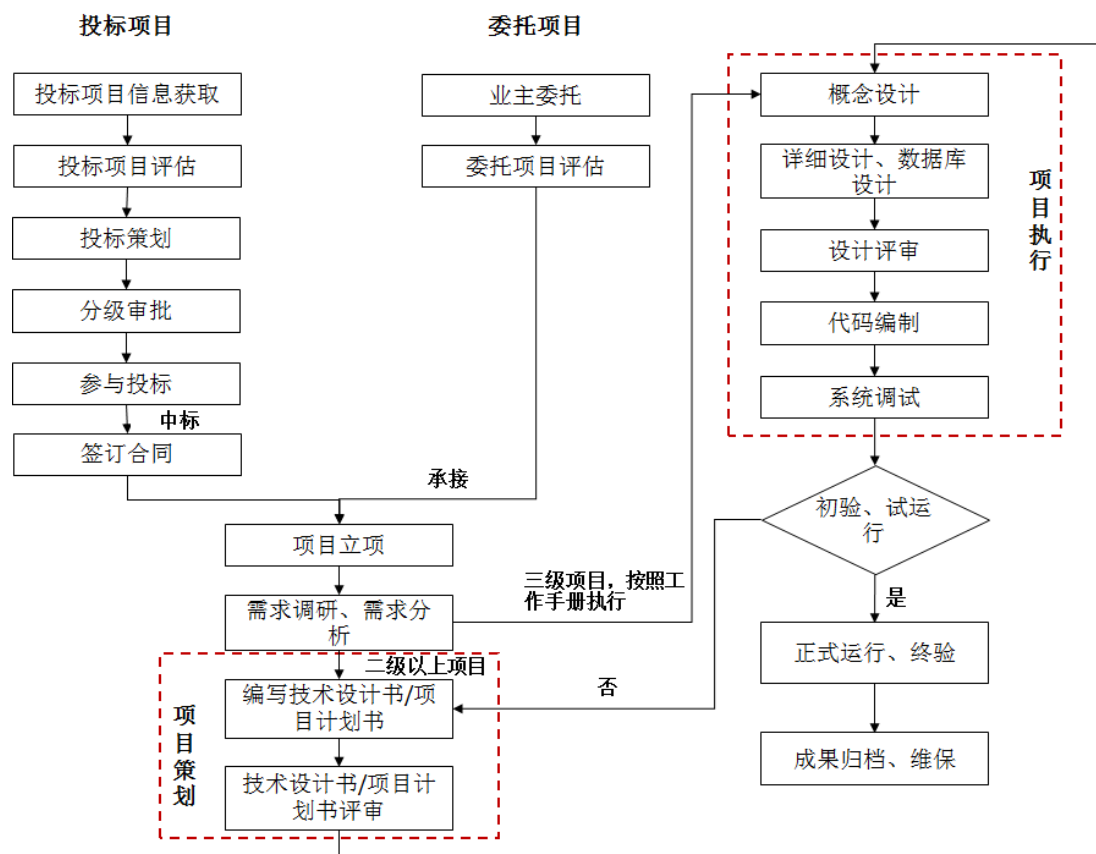 投标项目
投标项目信息获取
投标项目评估
投标策划
分级审批
参与投标
中标
签订合同
委托项目
业主委托
委托项目评估
承接
项目立项
需求调研、需求分
析
三级项目，按照工
作手册执行
二级以上项目
项目策划
编写技术设计书/项
目计划书
技术设计书/项目计
划书评审
项目执行
概念设计
详细设计、数据库
设计
设计评审
代码编制
系统调试
初验、试运
行
否
是
正式运行、终验
成果归档、维保